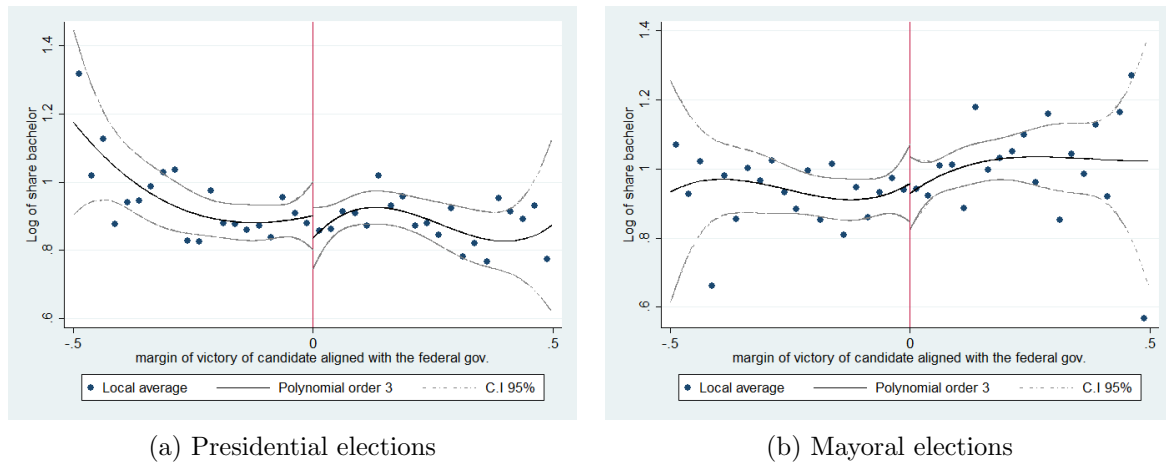 Log of share bachelor
1.4
1.2
1
.8
.6
-.5
0
.5
margin of victory of candidate aligned with the federal gov.
Local average
Polynomial order 3
C.I 95%
(a) Presidential elections
Log of share bachelor
1.4
1.2
1
.8
.6
-.5
0
.5
margin of victory of candidate aligned with the federal gov.
Local average
Polynomial order 3
C.I 95%
(b) Mayoral elections